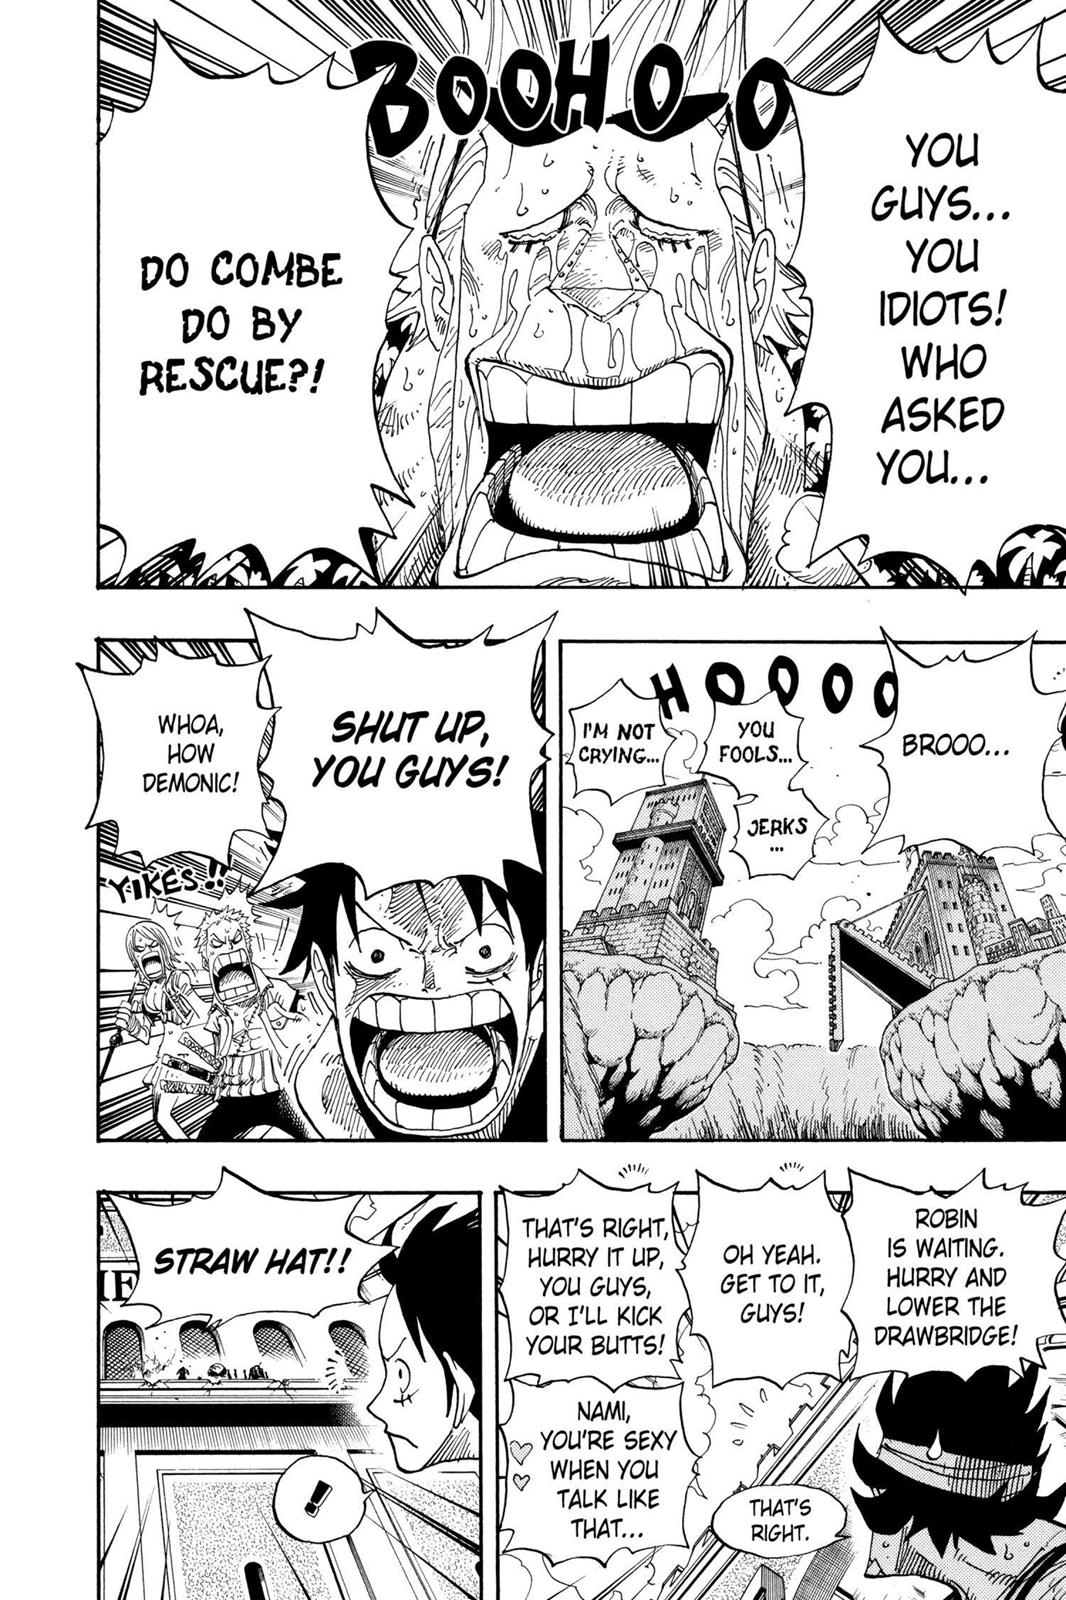 BOOHOO
YOU
GUYS...
YOU
IDIOTS!
WHO
ASKED
YOU...
DO COMBE
DO BY
RESCUE?!
BROOO...
HOOOO
YOU
FOOLS...
JERKS
...
I'M NOT
CRYING...
SHUT UP,
YOU GUYS!
WHOA,
HOW
DEMONIC!
YIKES!!
ROBIN
IS WAITING.
HURRY AND
LOWER THE
DRAWBRIDGE!
OH YEAH.
GET TO IT,
GUYS!
THAT'S RIGHT,
HURRY IT UP,
YOU GUYS,
OR I'LL KICK
YOUR BUTTS!
NAMI,
YOU'RE SEXY
WHEN YOU
TALK LIKE
THAT...
THAT'S
RIGHT.
STRAW HAT!!
!